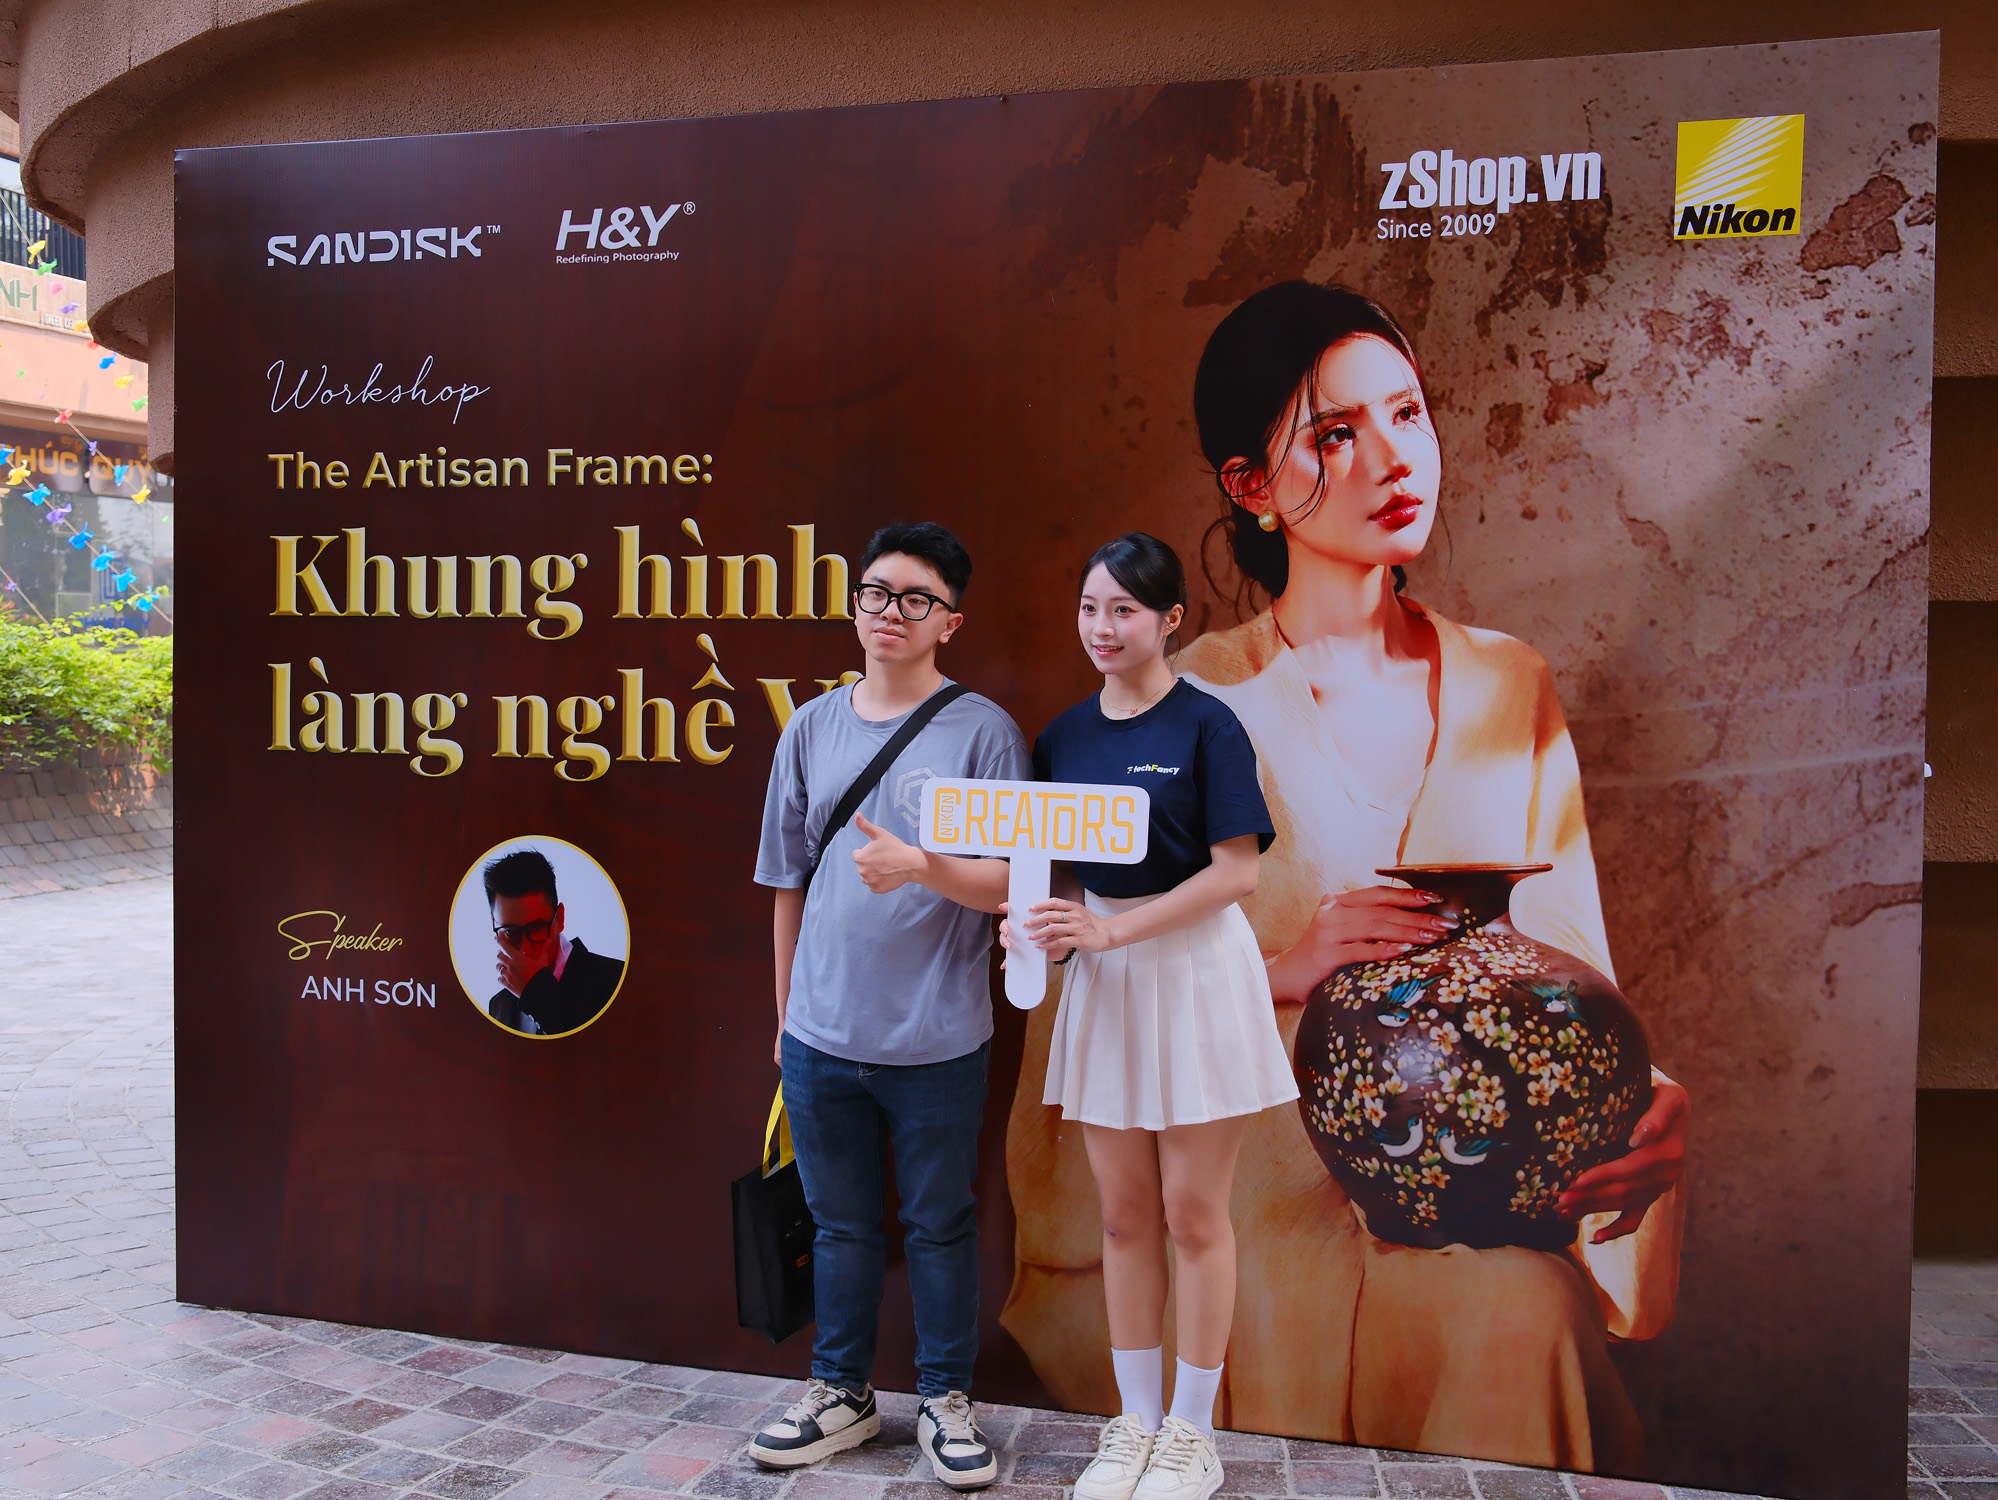 SANDISK™
H&Y®
Redefining Photography
zShop.vn
Since 2009
Nikon
Workshop
The Artisan Frame:
Khung hình
làng nghề
Speaker
ANH SƠN
techFancy
NIKON
CREATORS